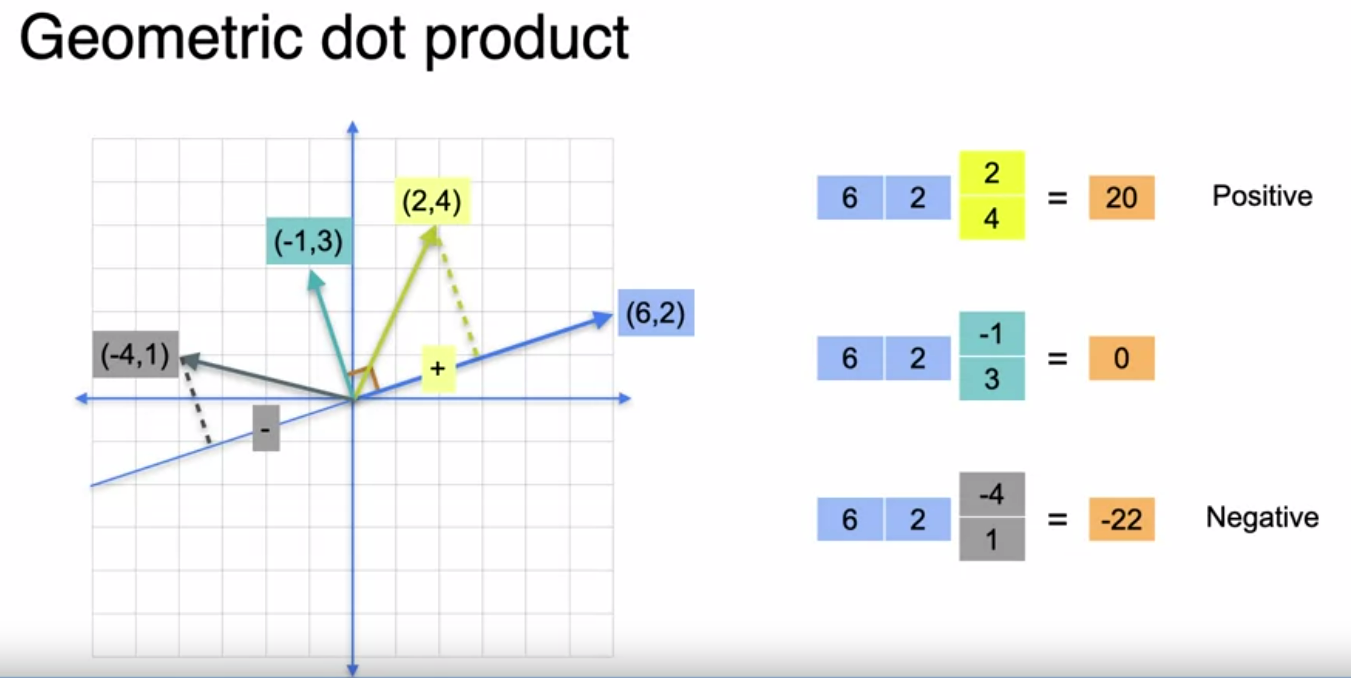 Geometric dot product
(2,4)
(-1,3)
(6,2)
(-4,1)
+
-
6 2 2 4 = 20 Positive
6 2 -1 3 = 0
6 2 -4 1 = -22 Negative